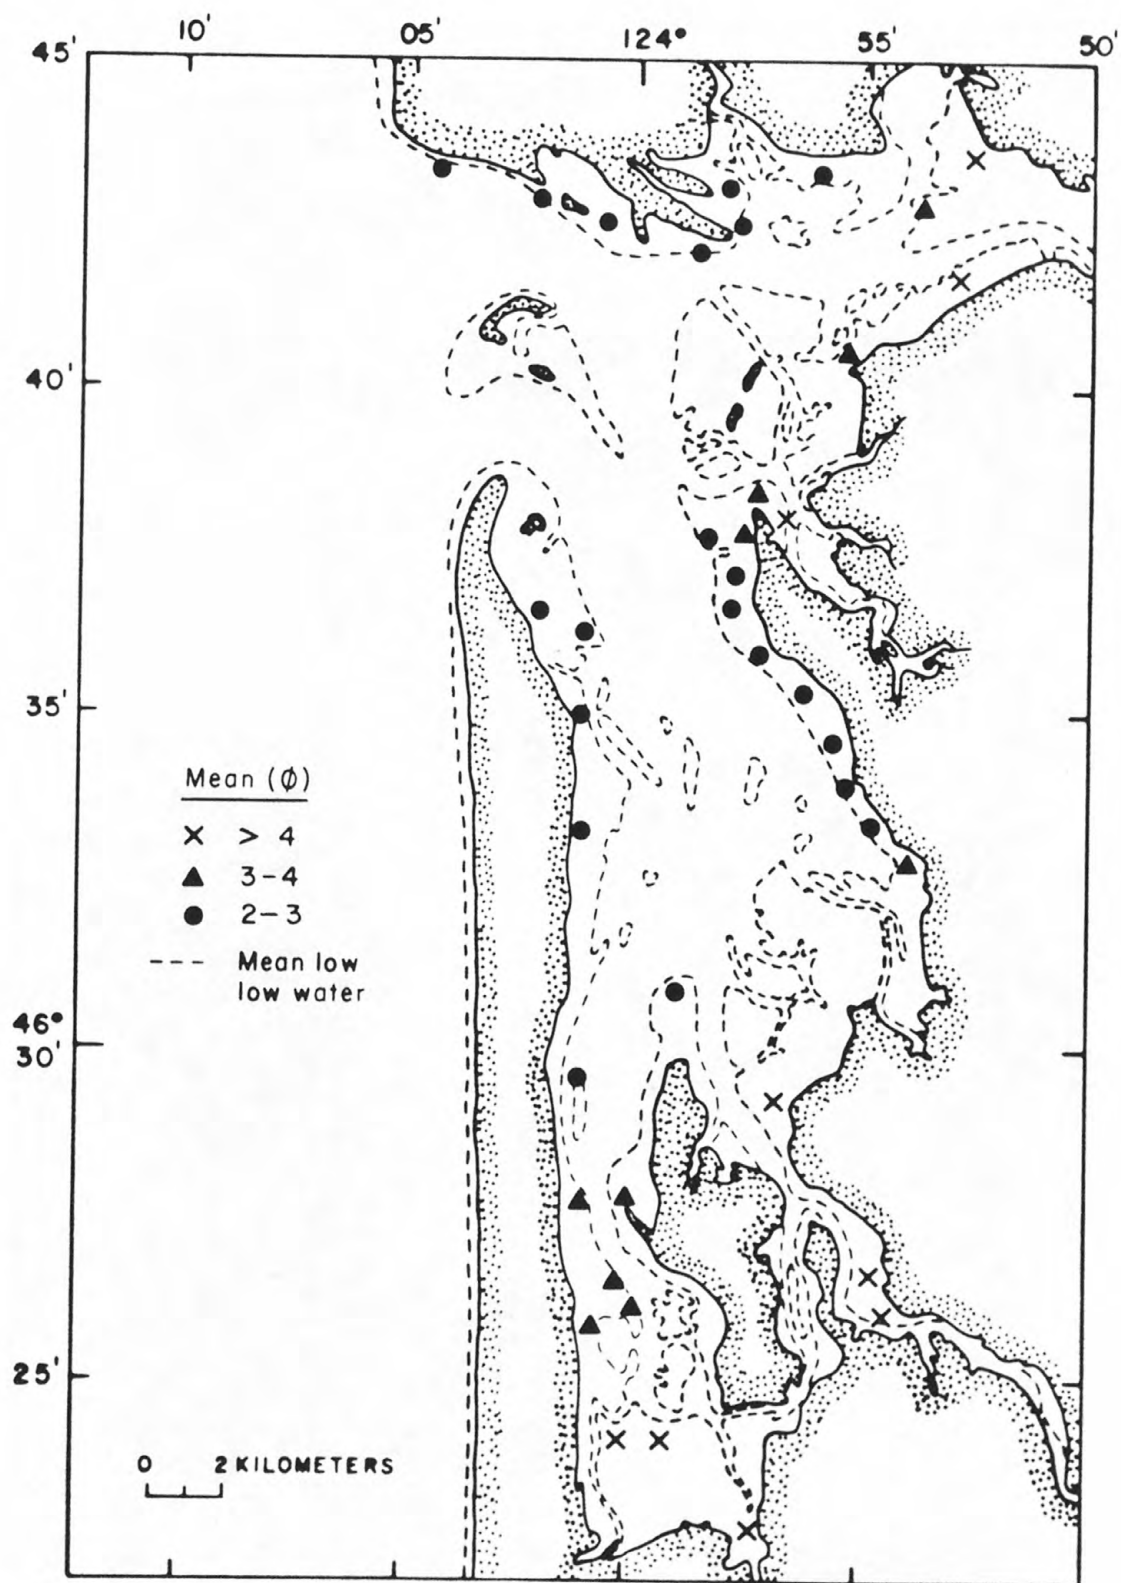 10' 05' 124° 55' 50'
45'
40'
35'
46°
30'
25'
Mean (ϕ)
× > 4
▲ 3-4
● 2-3
--- Mean low
low water
0 2 KILOMETERS